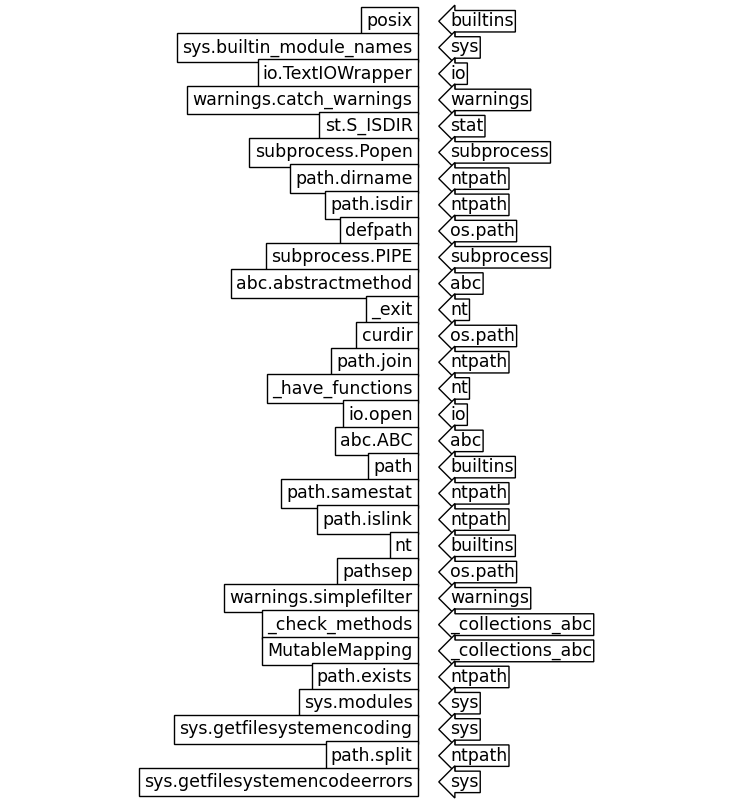 posix builtins
sys.builtin_module_names sys
io.TextIOWrapper io
warnings.catch_warnings warnings
st.S_ISDIR stat
subprocess.Popen subprocess
path.dirname ntpath
path.isdir ntpath
defpath os.path
subprocess.PIPE subprocess
abc.abstractmethod abc
_exit nt
curdir os.path
path.join ntpath
_have_functions nt
io.open io
abc.ABC abc
path builtins
path.samestat ntpath
path.islink ntpath
nt builtins
pathsep os.path
warnings.simplefilter warnings
_check_methods _collections_abc
MutableMapping _collections_abc
path.exists ntpath
sys.modules sys
sys.getfilesystemencoding sys
path.split ntpath
sys.getfilesystemencodeerrors sys